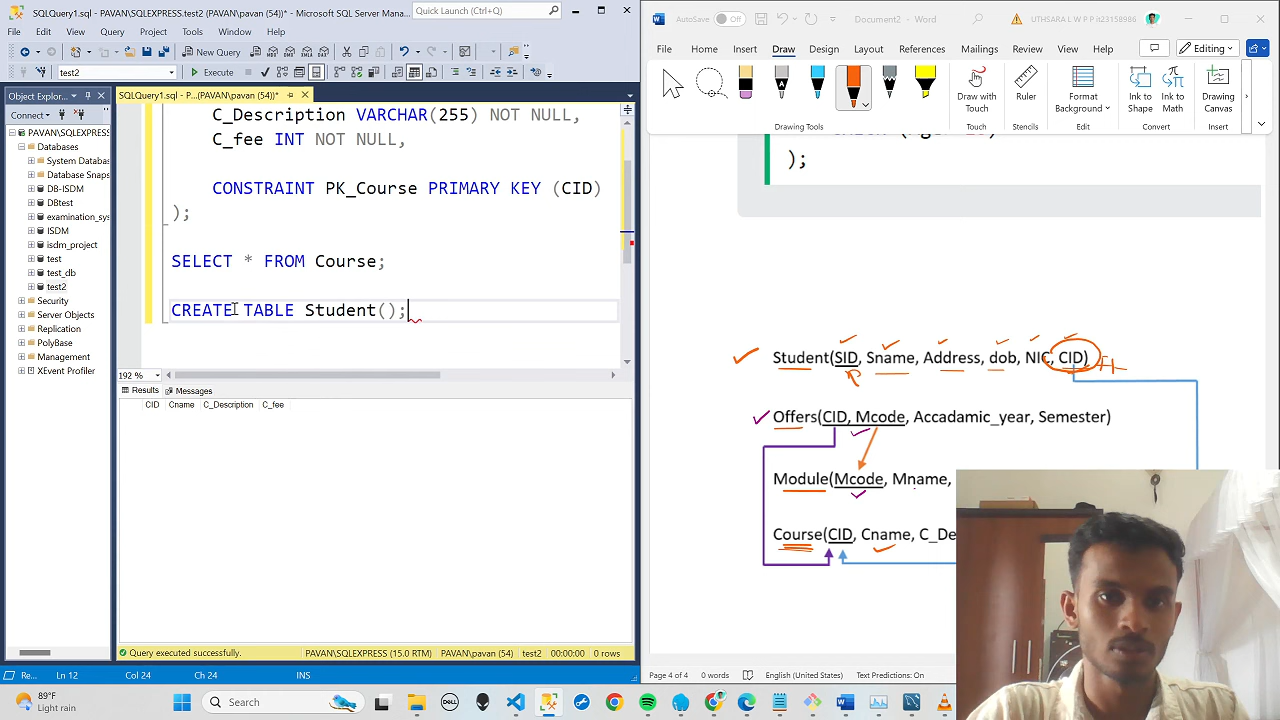 SQLQuery1.sql - PAVAN\SQLEXPRESS.test2 (PAVAN\pavan (54))* - Microsoft SQL Server Mana...
Quick Launch (Ctrl+Q)
File Edit View Query Project Tools Window Help
New Query
test2
Execute
Object Explor...
SQLQuery1.sql - P...(PAVAN\pavan (54))*
Connect
PAVAN\SQLEXPRESS
Databases
System Databas
Database Snaps
DB-ISDM
DBtest
examination_sy
ISDM
isdm_project
test
test_db
test2
Security
Server Objects
Replication
PolyBase
Management
XEvent Profiler
C_Description VARCHAR(255) NOT NULL,
C_fee INT NOT NULL,
CONSTRAINT PK_Course PRIMARY KEY (CID)
);
SELECT * FROM Course;
CREATE TABLE Student();
192 %
Results Messages
CID Cname C_Description C_fee
Query executed successfully.
PAVAN\SQLEXPRESS (15.0 RTM) PAVAN\pavan (54) test2 00:00:00 0 rows
Re... Ln 12 Col 24 Ch 24 INS
AutoSave Off Document2 - Word
UTHSARA L W P P it23158986
File Home Insert Draw Design Layout References Mailings Review View Help
Editing
Draw with Touch
Ruler
Format Background
Ink to Shape
Ink to Math
Drawing Canvas
Drawing Tools Stencils Edit Convert Insert
);
Student(SID, Sname, Address, dob, NIC, CID)
Offers(CID, Mcode, Accadamic_year, Semester)
Module(Mcode, Mname,
Course(CID, Cname, C_De
Page 4 of 4 0 words English (United States) Text Predictions: On
89°F
Light rain
Search